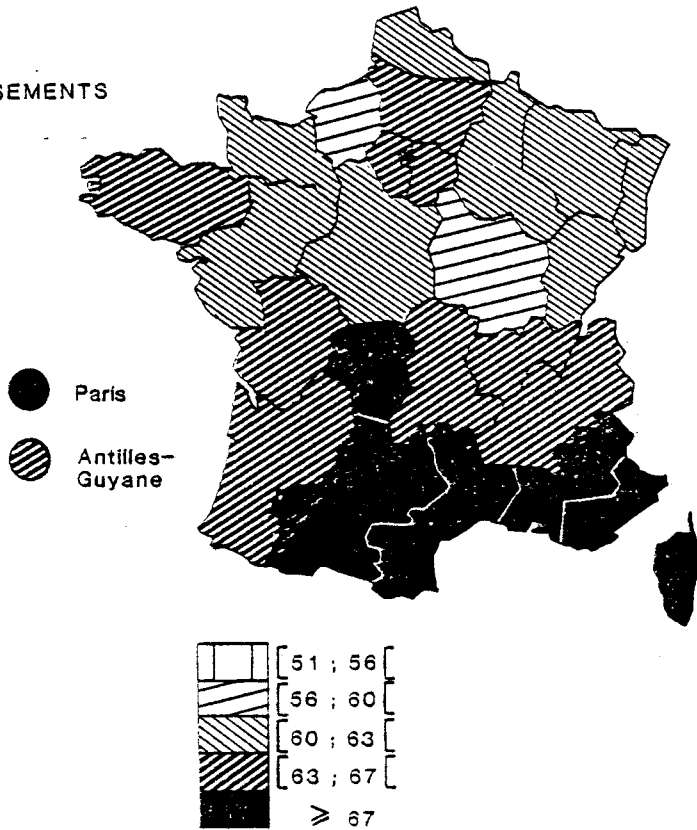 SEMENTS
Paris
Antilles-
Guyane
[51 ; 56[
[56 ; 60[
[60 ; 63[
[63 ; 67[
⩾ 67